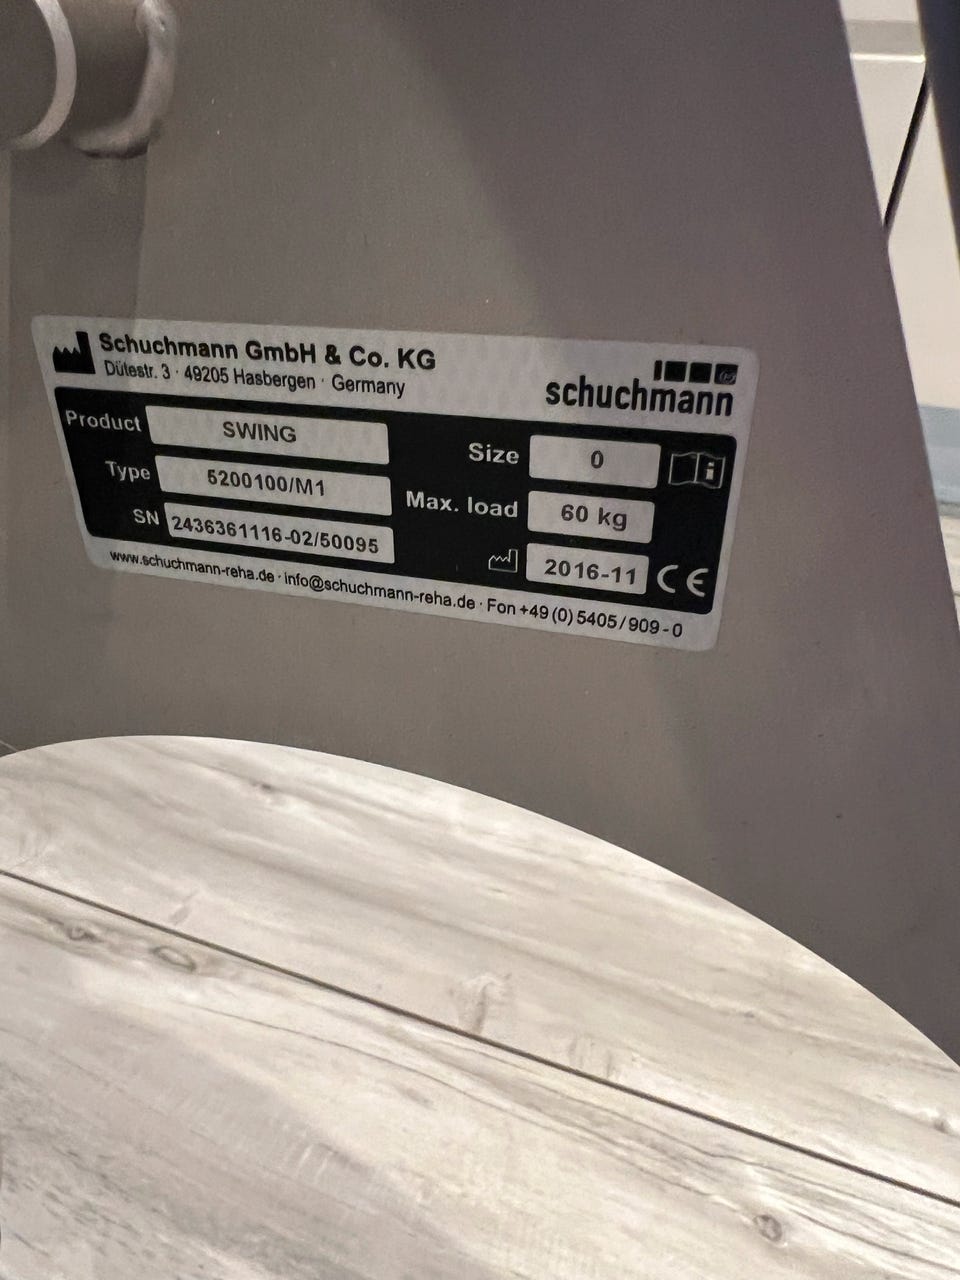 Schuchmann GmbH & Co. KG
Dütestr. 3 · 49205 Hasbergen · Germany
schuchmann
Product SWING
Type 5200100/M1
SN 2436361116-02/50095
Size 0
Max. load 60 kg
2016-11 CE
www.schuchmann-reha.de · info@schuchmann-reha.de · Fon +49 (0) 5405 / 909 - 0